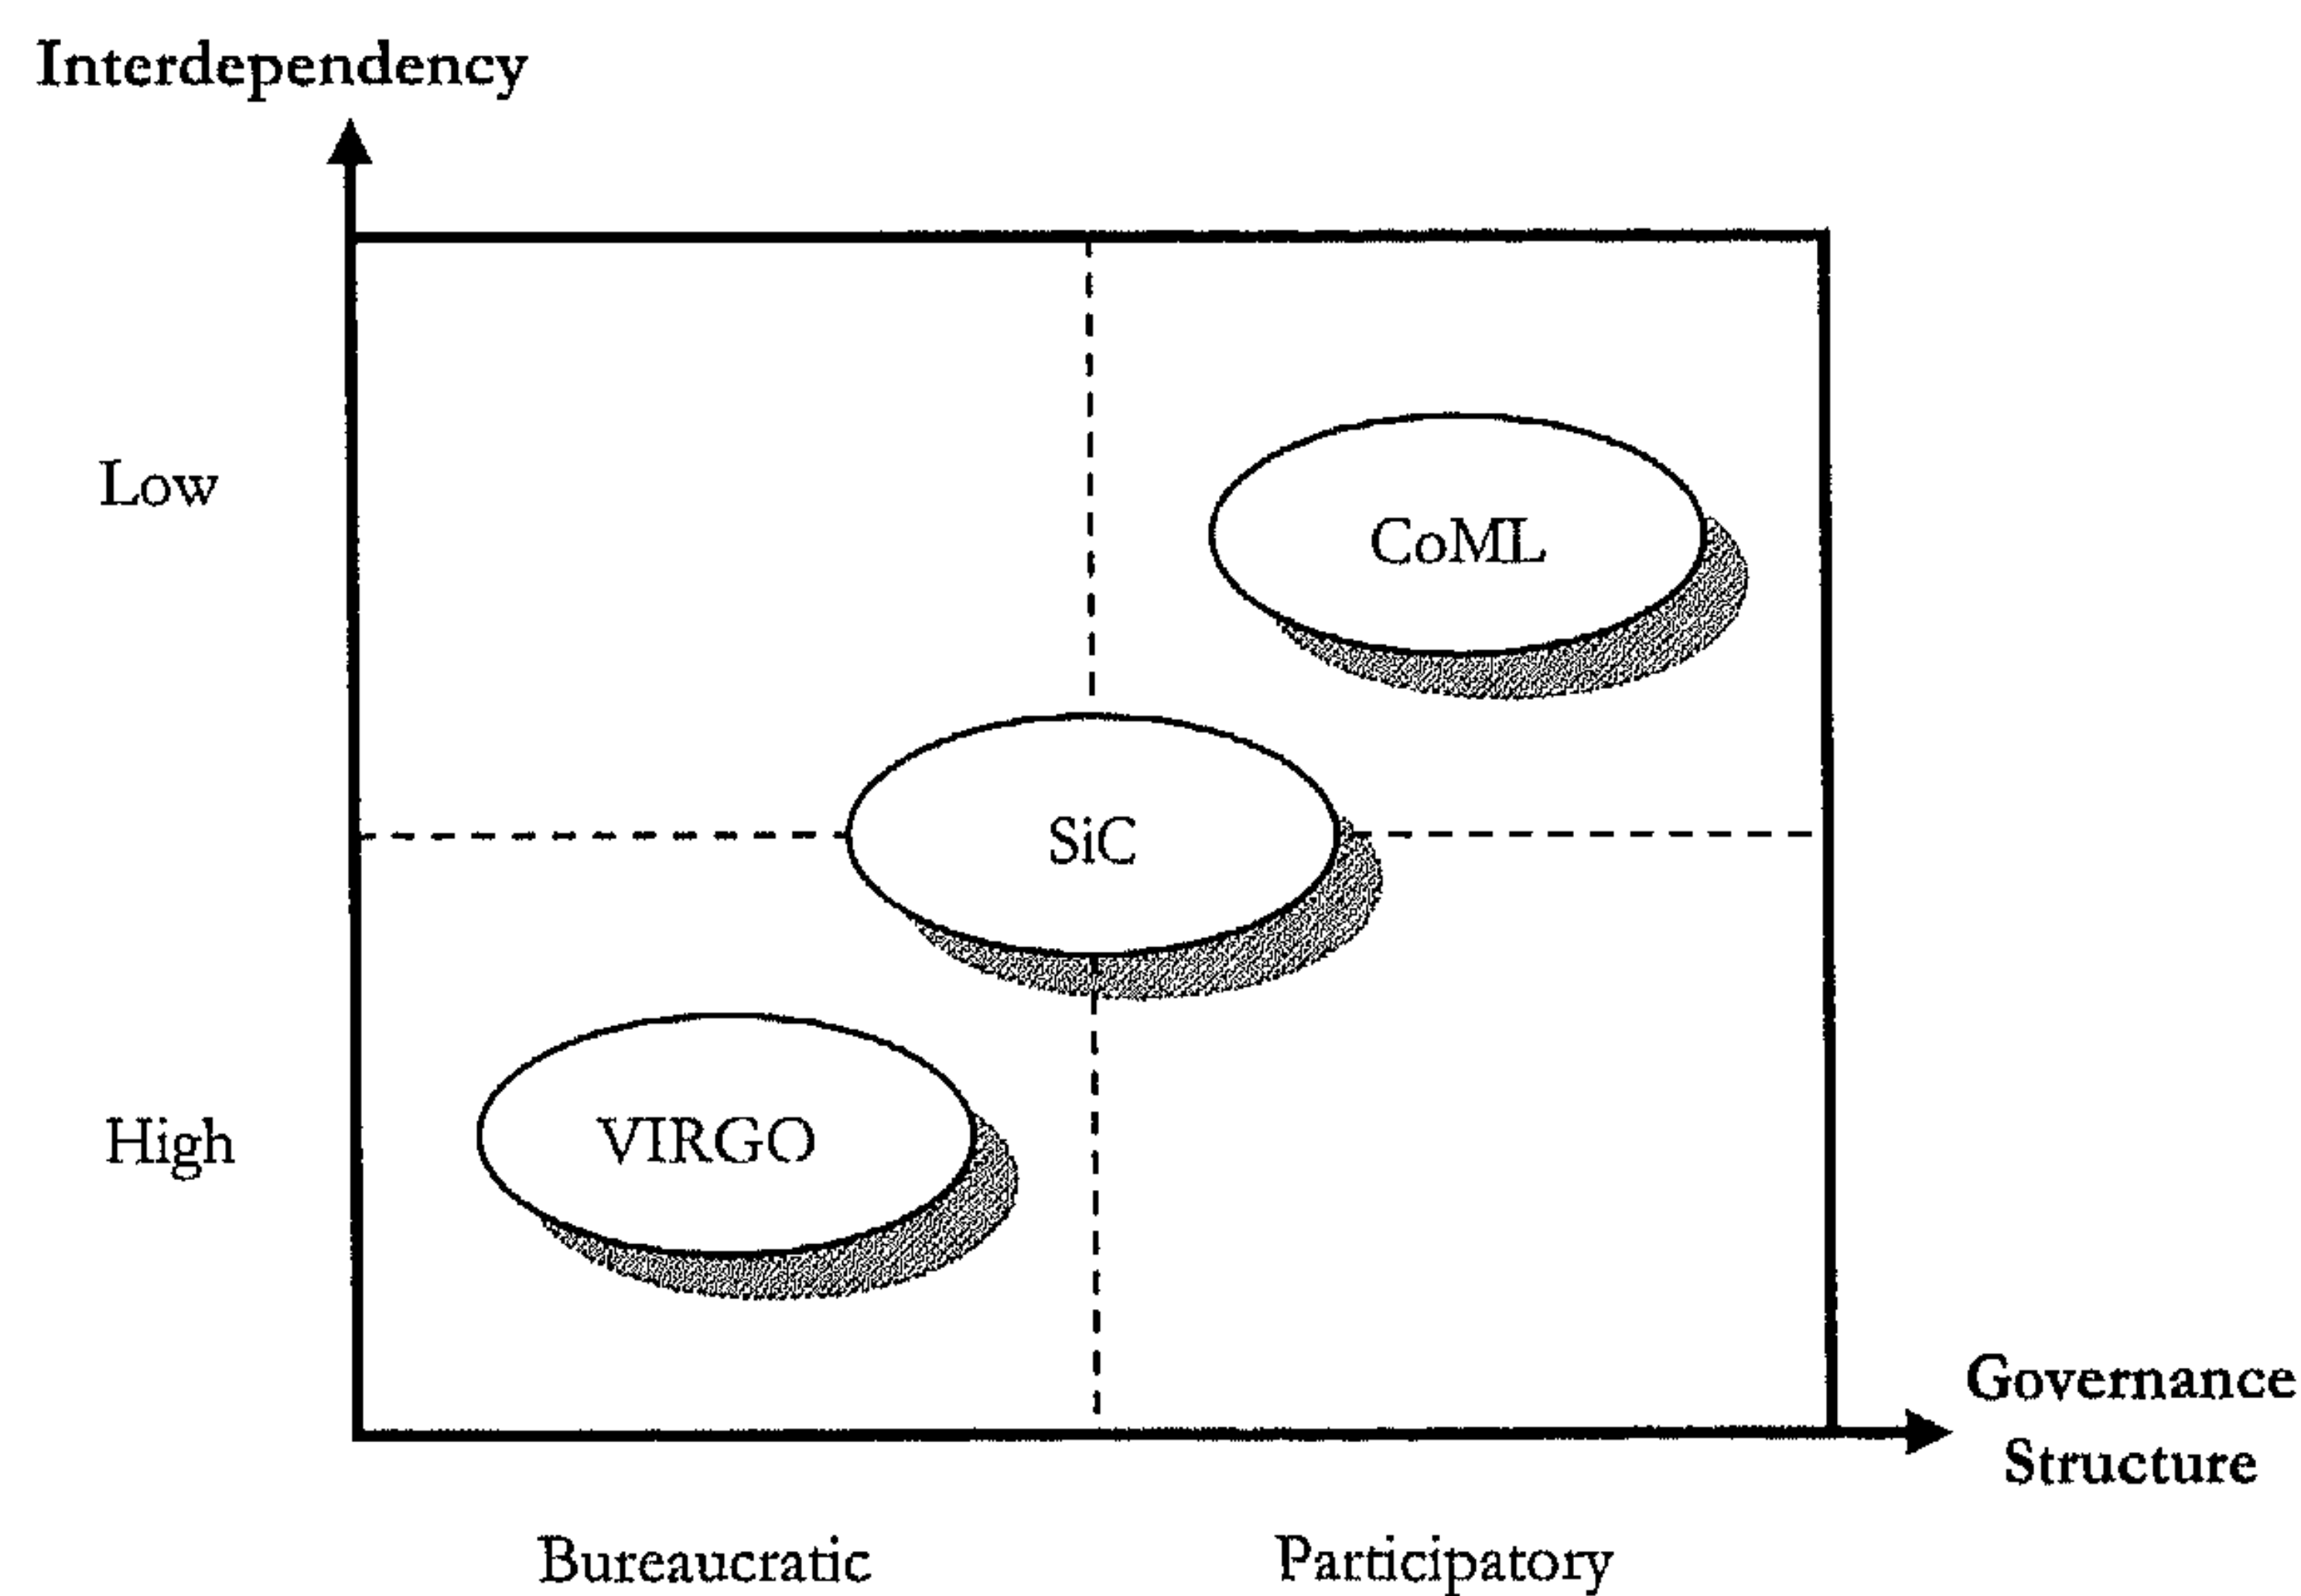 Interdependency
Low
CoML
SiC
High
VIRGO
Governance
Structure
Bureaucratic
Participatory